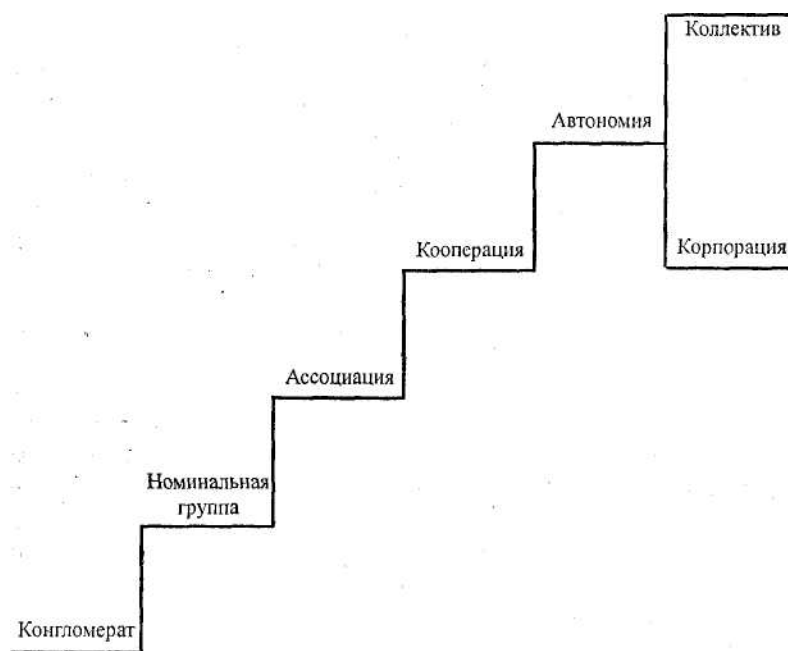 Коллектив
Автономия
Кооперация
Корпорация
Ассоциация
Номинальная
группа
Конгломерат